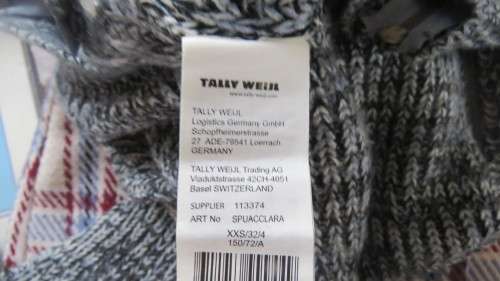 TALLY WEIJL
www.tally-weijl.com
TALLY WEIJL
Logistics Germany GmbH
Schopfheimerstrasse
27 ADE-79541 Loerrach
GERMANY
TALLY WEIJL Trading AG
Viaduktstrasse 42CH-4051
Basel SWITZERLAND
SUPPLIER 113374
ART No SPUACCLARA
XXS/32/4
150/72/A